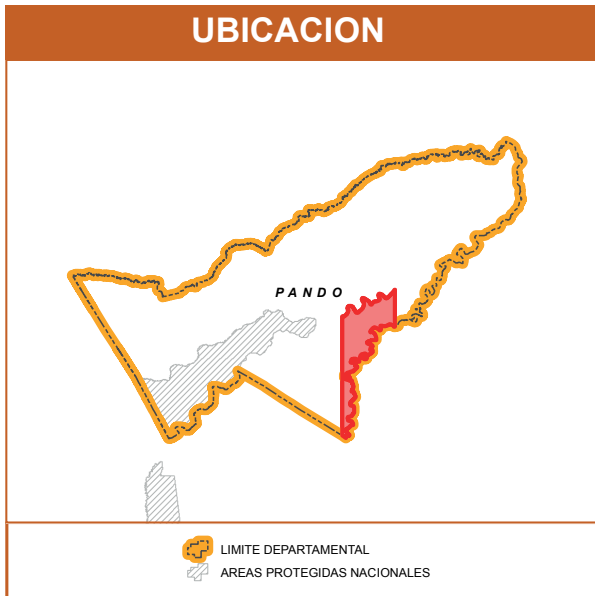 UBICACION
PANDO
LIMITE DEPARTAMENTAL
AREAS PROTEGIDAS NACIONALES